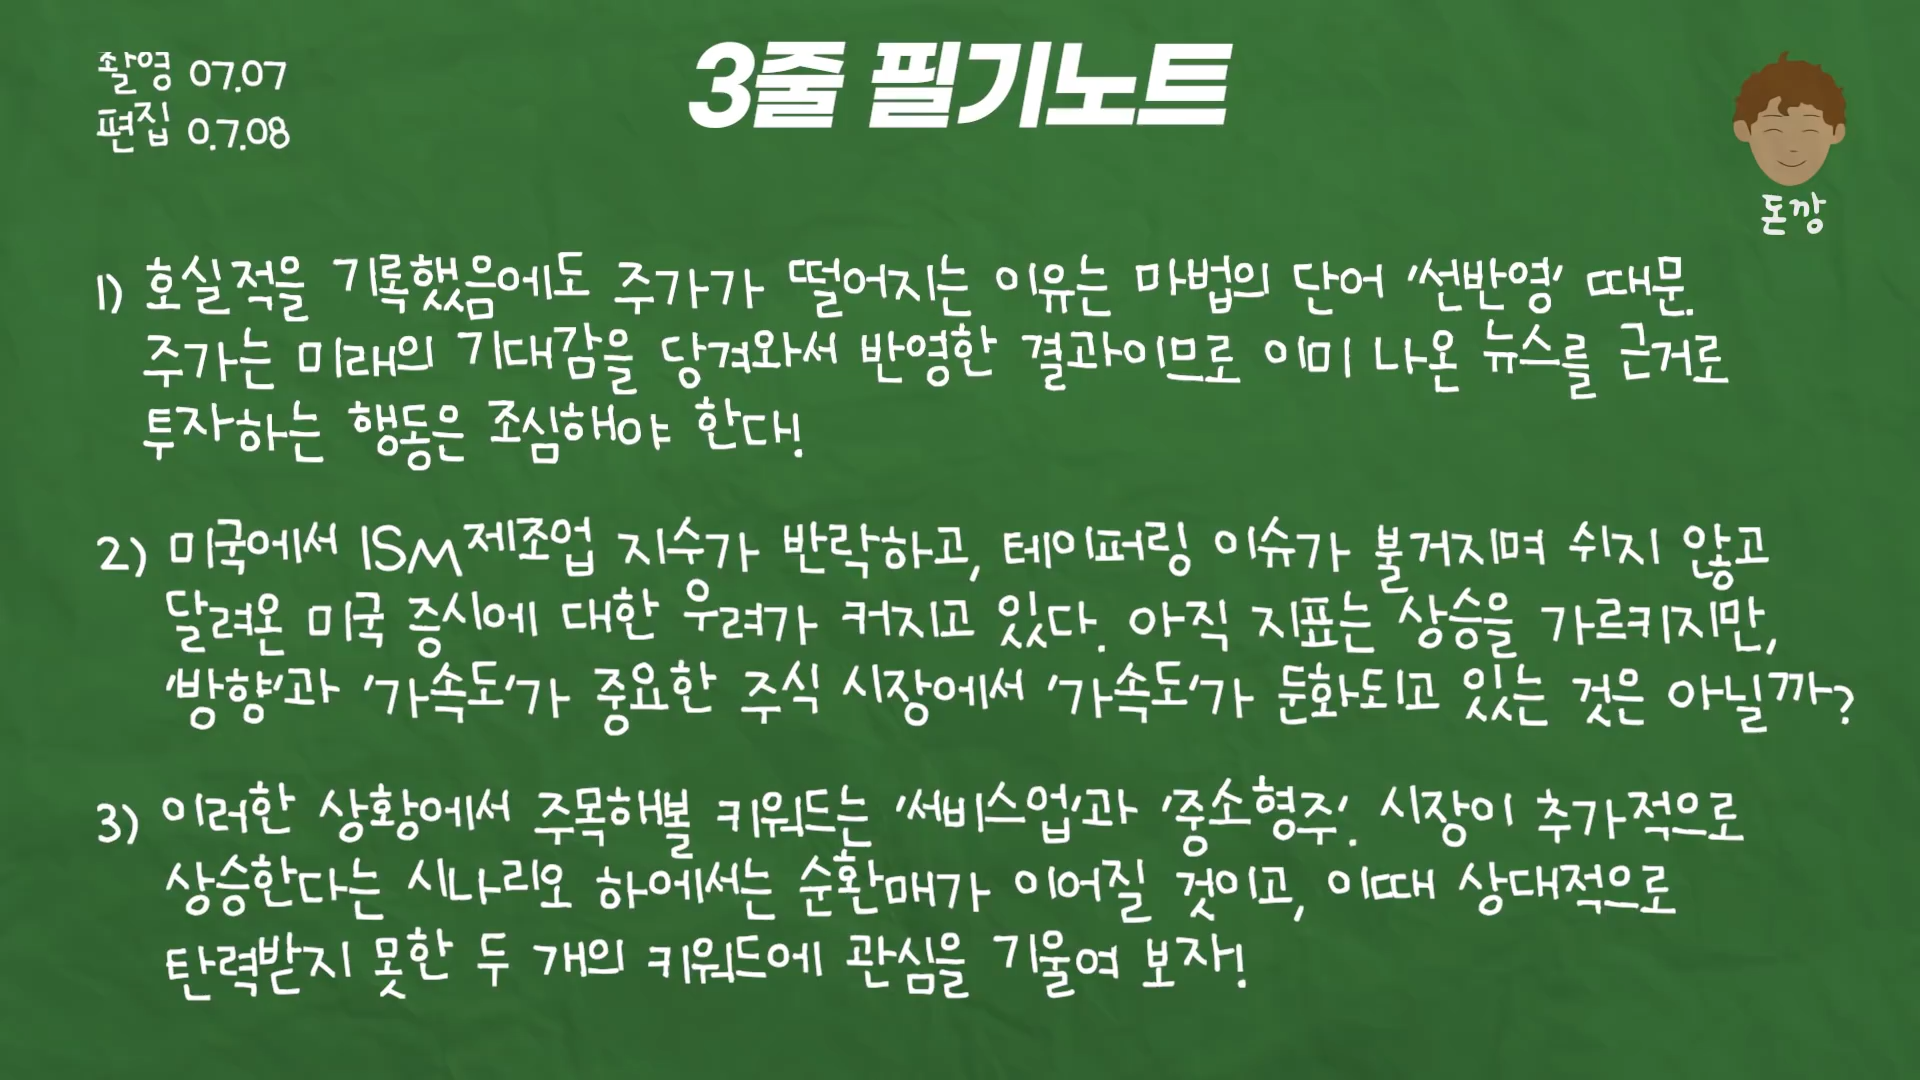 촬영 07.07
편집 0.7.08
3줄 필기노트
돈깡
1) 호실적을 기록했음에도 주가가 떨어지는 이유는 마법의 단어 '선반영' 때문.
주가는 미래의 기대감을 당겨와서 반영한 결과이므로 이미 나온 뉴스를 근거로
투자하는 행동은 조심해야 한다!
2) 미국에서 ISM제조업 지수가 반락하고, 테이퍼링 이슈가 불거지며 쉬지 않고
달려온 미국 증시에 대한 우려가 커지고 있다. 아직 지표는 상승을 가르키지만,
'방향'과 '가속도'가 중요한 주식 시장에서 '가속도'가 둔화되고 있는 것은 아닐까?
3) 이러한 상황에서 주목해볼 키워드는 '서비스업'과 '중소형주'. 시장이 추가적으로
상승한다는 시나리오 하에서는 순환매가 이어질 것이고, 이때 상대적으로
탄력받지 못한 두 개의 키워드에 관심을 기울여 보자!